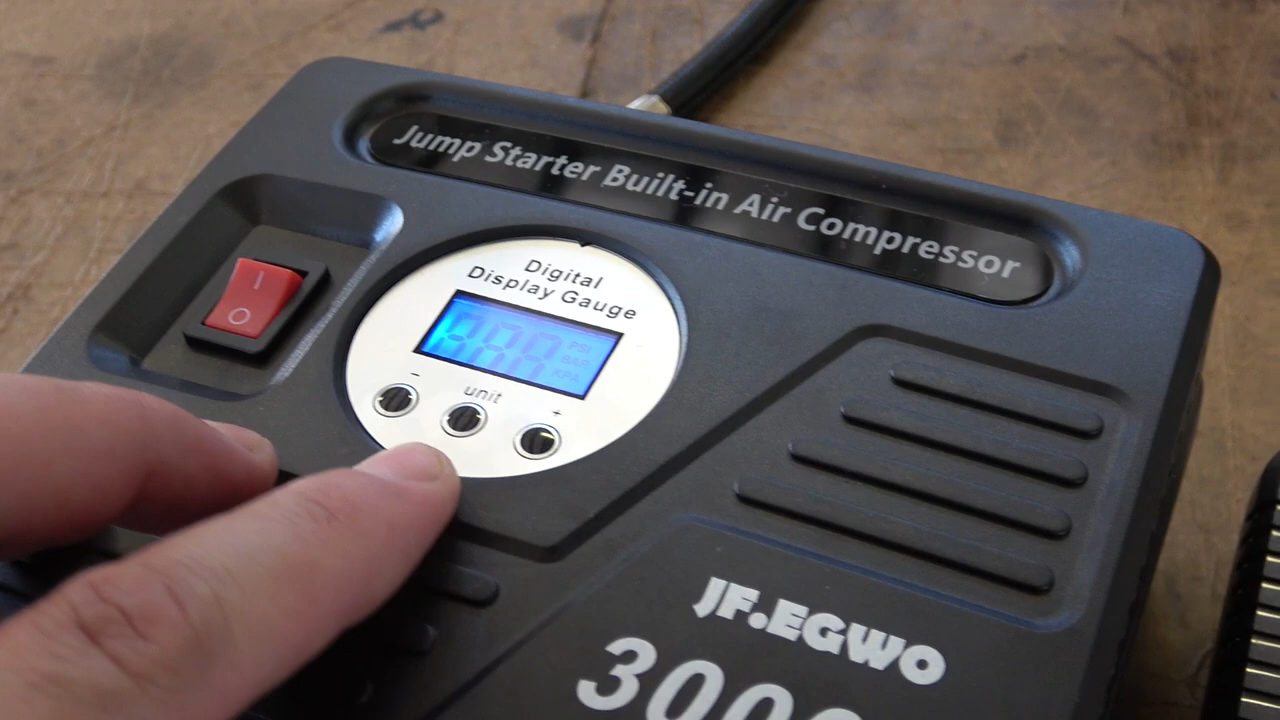 Jump Starter Built-in Air Compressor
I
O
Digital
Display Gauge
PSI
BAR
KPA
- unit +
JF.EGWO